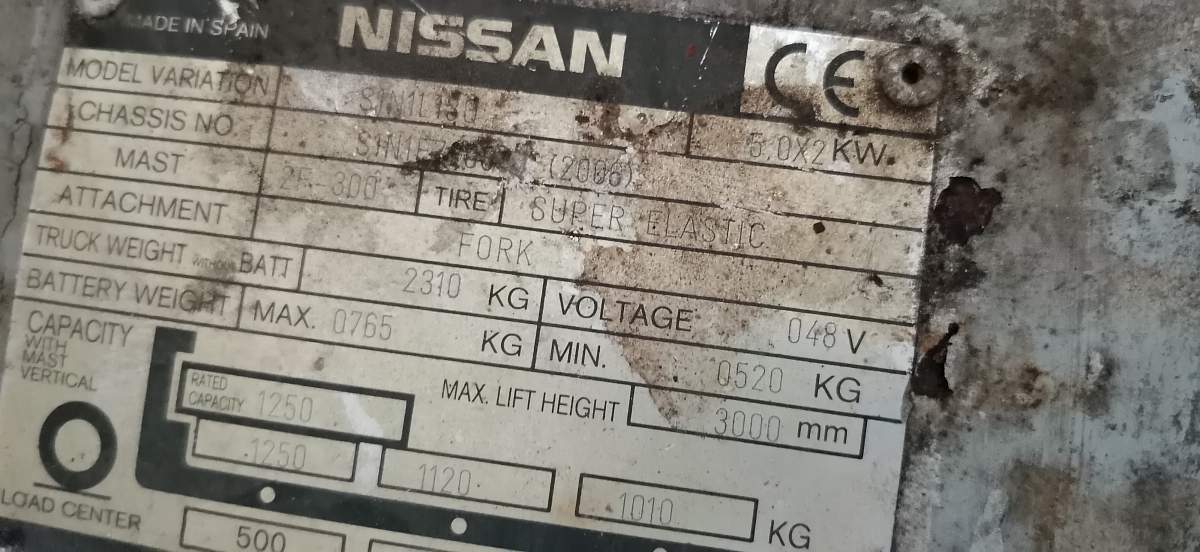 MADE IN SPAIN NISSAN CE
MODEL VARIATION 5.0X2 KW.
CHASSIS NO. (2006)
MAST 2F-300 TIRE SUPER ELASTIC
ATTACHMENT FORK
TRUCK WEIGHT WITHOUT BATT 2310 KG VOLTAGE 048 V
BATTERY WEIGHT MAX. 0765 KG MIN. 0520 KG
CAPACITY WITH MAST VERTICAL
RATED CAPACITY 1250 MAX. LIFT HEIGHT 3000 mm
1250 1120 1010 KG
LOAD CENTER 500